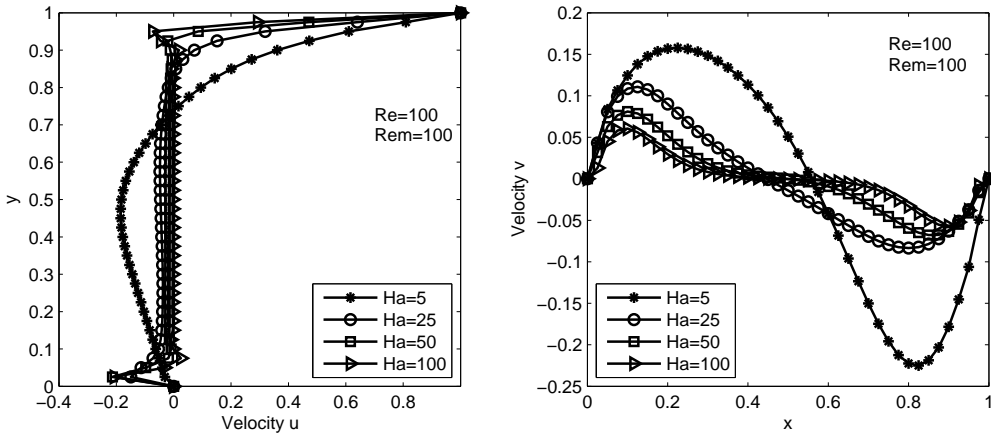 1
0.9
0.8
0.7
0.6
0.5
0.4
0.3
0.2
0.1
0
y
Re=100
Rem=100
Ha=5
Ha=25
Ha=50
Ha=100
−0.4 −0.2 0 0.2 0.4 0.6 0.8
Velocity u
0.2
0.15
0.1
0.05
0
−0.05
−0.1
−0.15
−0.2
−0.25
Velocity v
Re=100
Rem=100
Ha=5
Ha=25
Ha=50
Ha=100
0 0.2 0.4 0.6 0.8 1
x